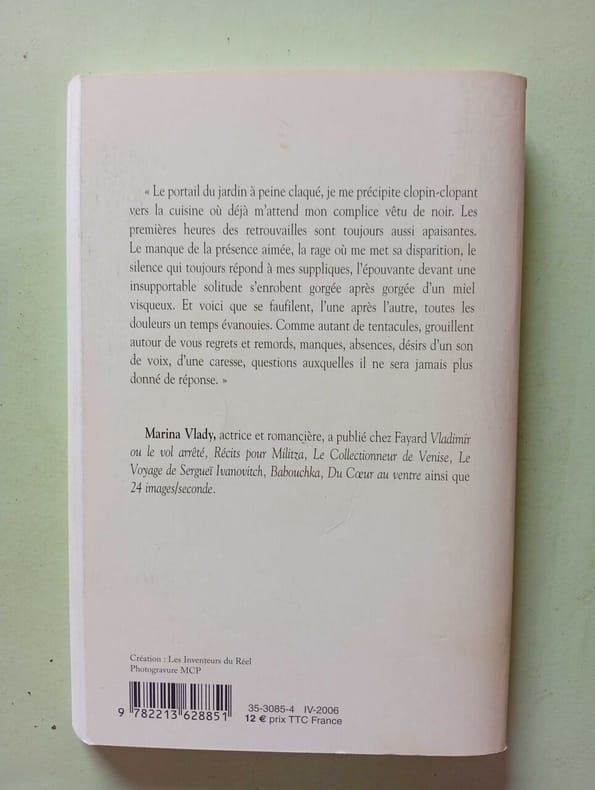 « Le portail du jardin à peine claqué, je me précipite clopin-clopant
vers la cuisine où déjà m'attend mon complice vêtu de noir. Les
premières heures des retrouvailles sont toujours aussi apaisantes.
Le manque de la présence aimée, la rage où me met sa disparition, le
silence qui toujours répond à mes suppliques, l'épouvante devant une
insupportable solitude s'enrobent gorgée après gorgée d'un miel
visqueux. Et voici que se faufilent, l'une après l'autre, toutes les
douleurs un temps évanouies. Comme autant de tentacules, grouillent
autour de vous regrets et remords, manques, absences, désirs d'un son
de voix, d'une caresse, questions auxquelles il ne sera jamais plus
donné de réponse. »
Marina Vlady, actrice et romancière, a publié chez Fayard Vladimir
ou le vol arrêté, Récits pour Militza, Le Collectionneur de Venise, Le
Voyage de Sergueï Ivanovitch, Babouchka, Du Cœur au ventre ainsi que
24 images/seconde.
Création : Les Inventeurs du Réel
Photogravure MCP
9 782213 628851
35-3085-4 IV-2006
12 € prix TTC France